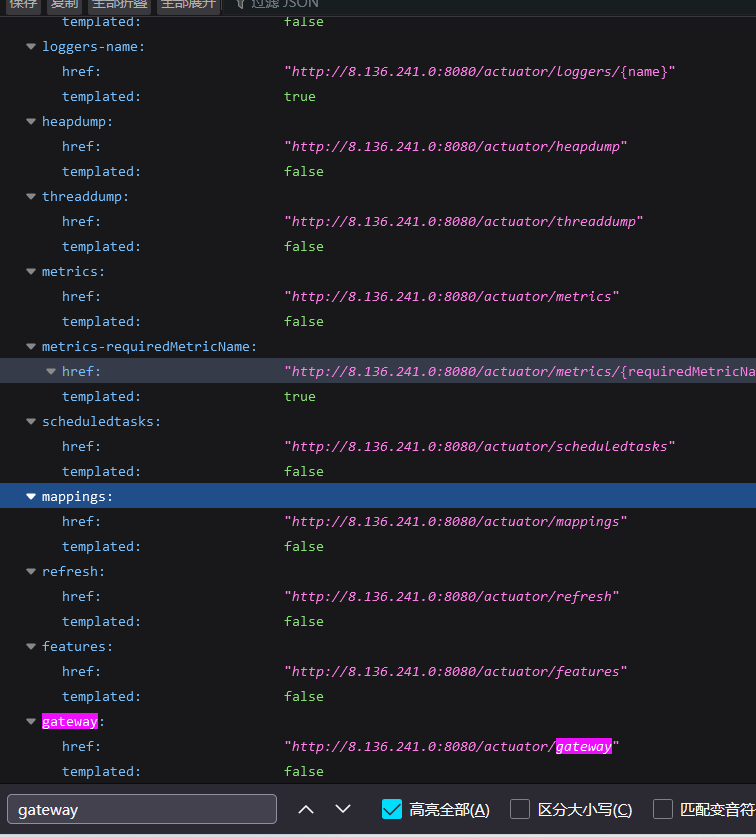 保存 复制 全部折叠 全部展开 过滤 JSON
templated: false
loggers-name:
href: "http://8.136.241.0:8080/actuator/loggers/{name}"
templated: true
heapdump:
href: "http://8.136.241.0:8080/actuator/heapdump"
templated: false
threaddump:
href: "http://8.136.241.0:8080/actuator/threaddump"
templated: false
metrics:
href: "http://8.136.241.0:8080/actuator/metrics"
templated: false
metrics-requiredMetricName:
href: "http://8.136.241.0:8080/actuator/metrics/{requiredMetricNa
templated: true
scheduledtasks:
href: "http://8.136.241.0:8080/actuator/scheduledtasks"
templated: false
mappings:
href: "http://8.136.241.0:8080/actuator/mappings"
templated: false
refresh:
href: "http://8.136.241.0:8080/actuator/refresh"
templated: false
features:
href: "http://8.136.241.0:8080/actuator/features"
templated: false
gateway:
href: "http://8.136.241.0:8080/actuator/gateway"
templated: false
gateway 高亮全部(A) 区分大小写(C) 匹配变音符